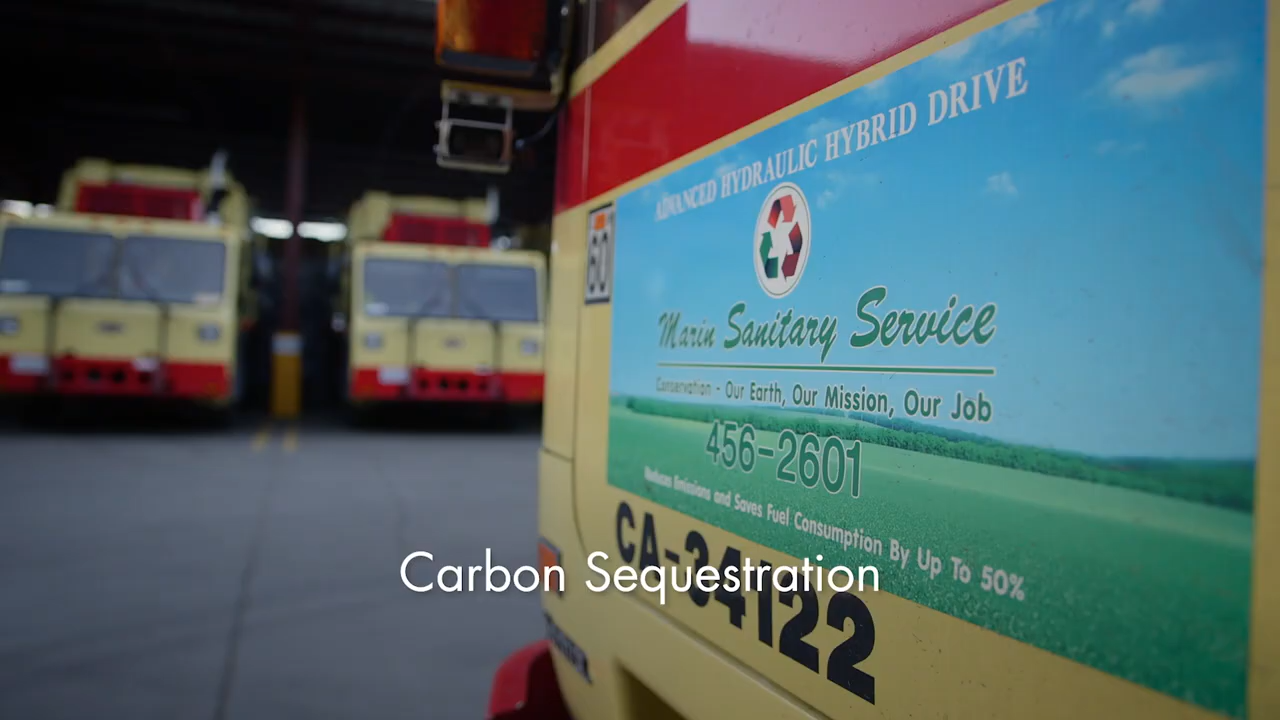 ADVANCED HYDRAULIC HYBRID DRIVE
60
Marin Sanitary Service
Conservation - Our Earth, Our Mission, Our Job
456-2601
Reduces Emissions and Saves Fuel Consumption By Up To 50%
CA-34122
Carbon Sequestration